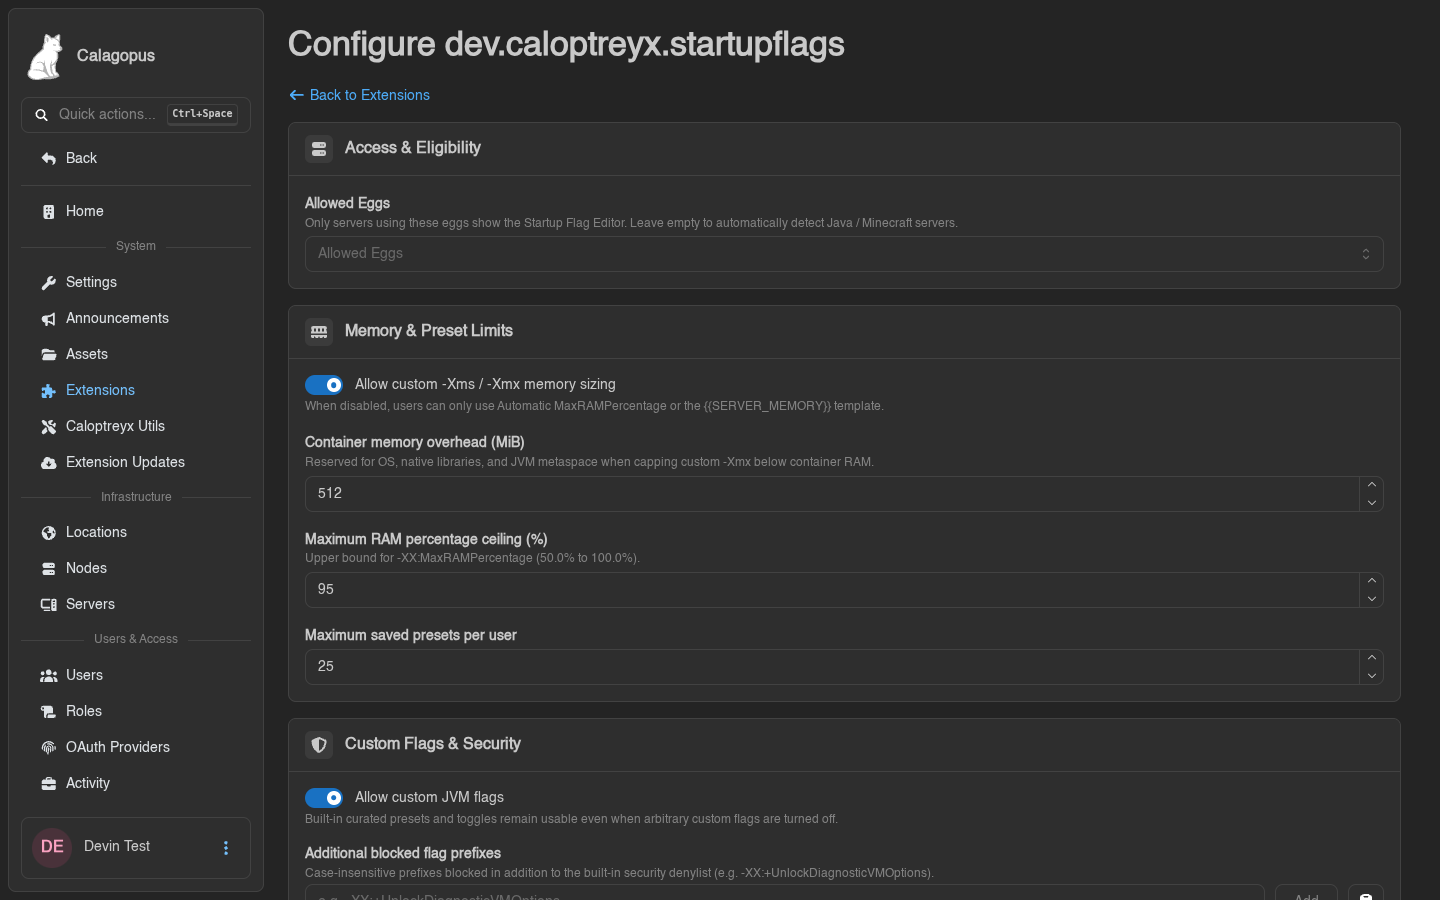 Calagopus
Quick actions... Ctrl+Space
Back
Home
System
Settings
Announcements
Assets
Extensions
Caloptreyx Utils
Extension Updates
Infrastructure
Locations
Nodes
Servers
Users & Access
Users
Roles
OAuth Providers
Activity
DE Devin Test
Configure dev.caloptreyx.startupflags
Back to Extensions
Access & Eligibility
Allowed Eggs
Only servers using these eggs show the Startup Flag Editor. Leave empty to automatically detect Java / Minecraft servers.
Allowed Eggs
Memory & Preset Limits
Allow custom -Xms / -Xmx memory sizing
When disabled, users can only use Automatic MaxRAMPercentage or the {{SERVER_MEMORY}} template.
Container memory overhead (MiB)
Reserved for OS, native libraries, and JVM metaspace when capping custom -Xmx below container RAM.
512
Maximum RAM percentage ceiling (%)
Upper bound for -XX:MaxRAMPercentage (50.0% to 100.0%).
95
Maximum saved presets per user
25
Custom Flags & Security
Allow custom JVM flags
Built-in curated presets and toggles remain usable even when arbitrary custom flags are turned off.
Additional blocked flag prefixes
Case-insensitive prefixes blocked in addition to the built-in security denylist (e.g. -XX:+UnlockDiagnosticVMOptions).
e.g. -XX:+UnlockDiagnosticVMOptions Add